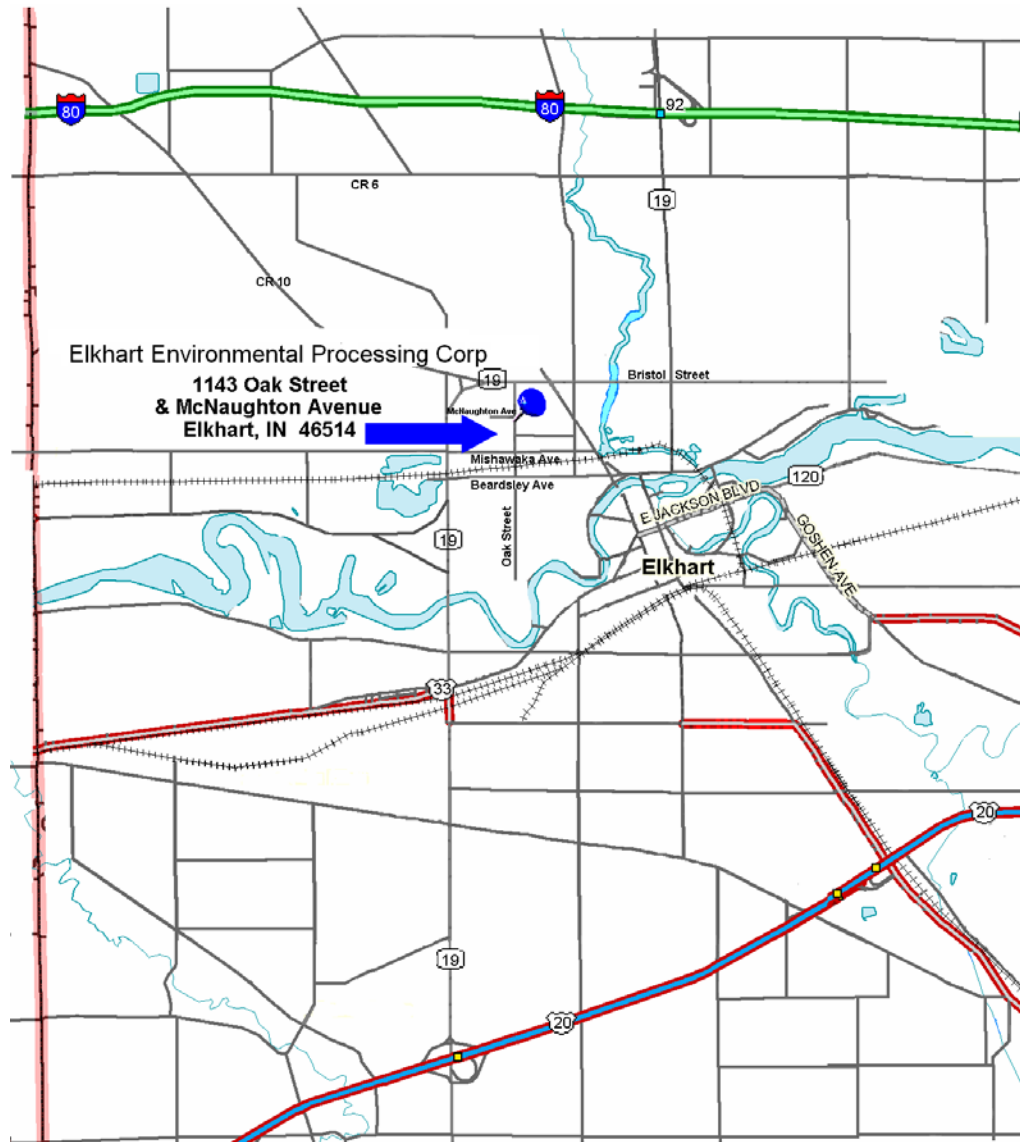 80
80
92
CR 6
19
CR 10
Elkhart Environmental Processing Corp
1143 Oak Street
& McNaughton Avenue
Elkhart, IN 46514
19
Bristol Street
McNaughton Ave
Mishawaka Ave
Beardsley Ave
120
E JACKSON BLVD
GOSHEN AVE
19
Oak Street
Elkhart
33
20
19
20